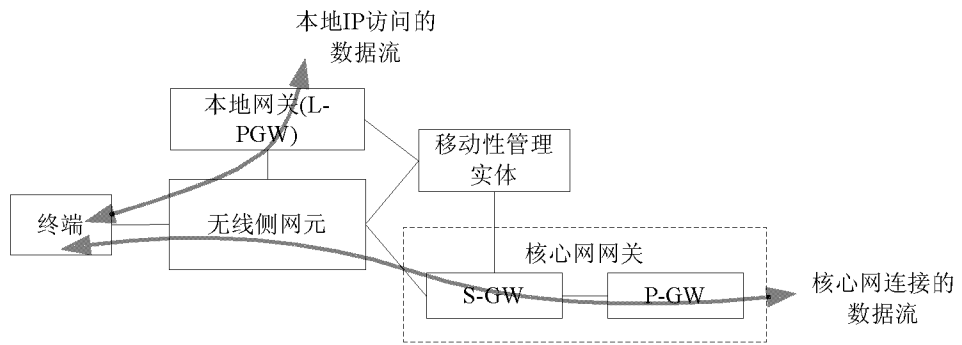 本地IP访问的
数据流
本地网关(L-
PGW)
移动性管理
实体
终端
无线侧网元
核心网网关
S-GW
P-GW
核心网连接的
数据流